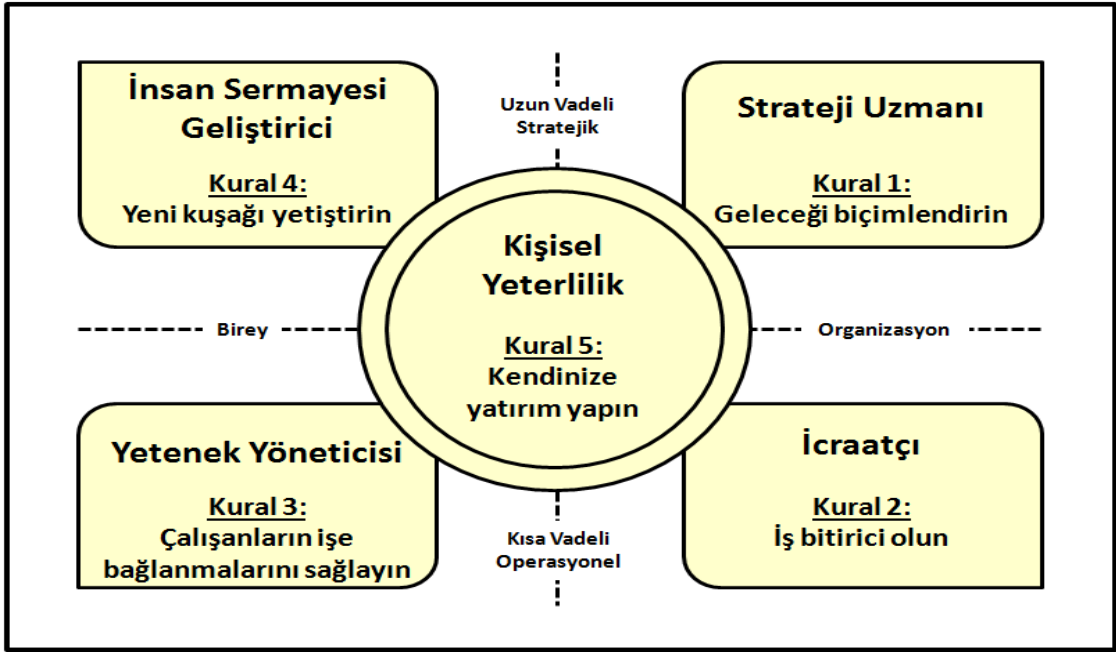 İnsan Sermayesi
Geliştirici
Kural 4:
Yeni kuşağı yetiştirin
Uzun Vadeli
Stratejik
Strateji Uzmanı
Kural 1:
Geleceği biçimlendirin
Birey
Kişisel
Yeterlilik
Kural 5:
Kendinize
yatırım yapın
Organizasyon
Yetenek Yöneticisi
Kural 3:
Çalışanların işe
bağlanmalarını sağlayın
Kısa Vadeli
Operasyonel
İcraatçı
Kural 2:
İş bitirici olun